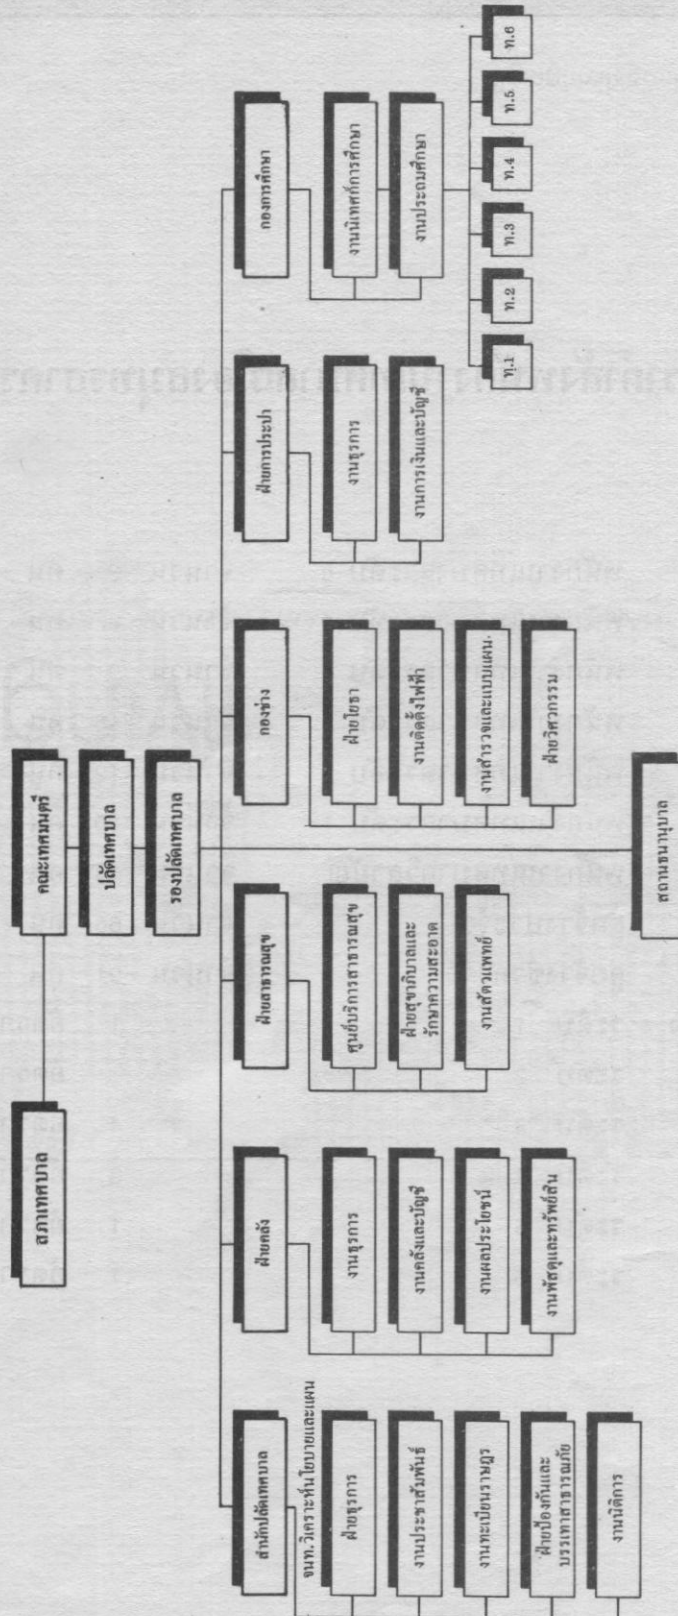 สภาเทศบาล
คณะเทศมนตรี
ปลัดเทศบาล
รองปลัดเทศบาล
สำนักปลัดเทศบาล
จนท.วิเคราะห์นโยบายและแผน
ฝ่ายธุรการ
งานประชาสัมพันธ์
งานทะเบียนราษฎร
ฝ่ายป้องกันและ
บรรเทาสาธารณภัย
งานนิติการ
ฝ่ายคลัง
งานธุรการ
งานคลังและบัญชี
งานผลประโยชน์
งานพัสดุและทรัพย์สิน
ฝ่ายสาธารณสุข
ศูนย์บริการสาธารณสุข
ฝ่ายสุขาภิบาลและ
รักษาความสะอาด
งานสัตวแพทย์
กองช่าง
ฝ่ายโยธา
งานติดตั้งไฟฟ้า
งานสำรวจและแบบแผน
ฝ่ายวิศวกรรม
ฝ่ายการประปา
งานธุรการ
งานการเงินและบัญชี
กองการศึกษา
งานนิเทศก์การศึกษา
งานประถมศึกษา
ท.1
ท.2
ท.3
ท.4
ท.5
ท.6
สถานธนานุบาล